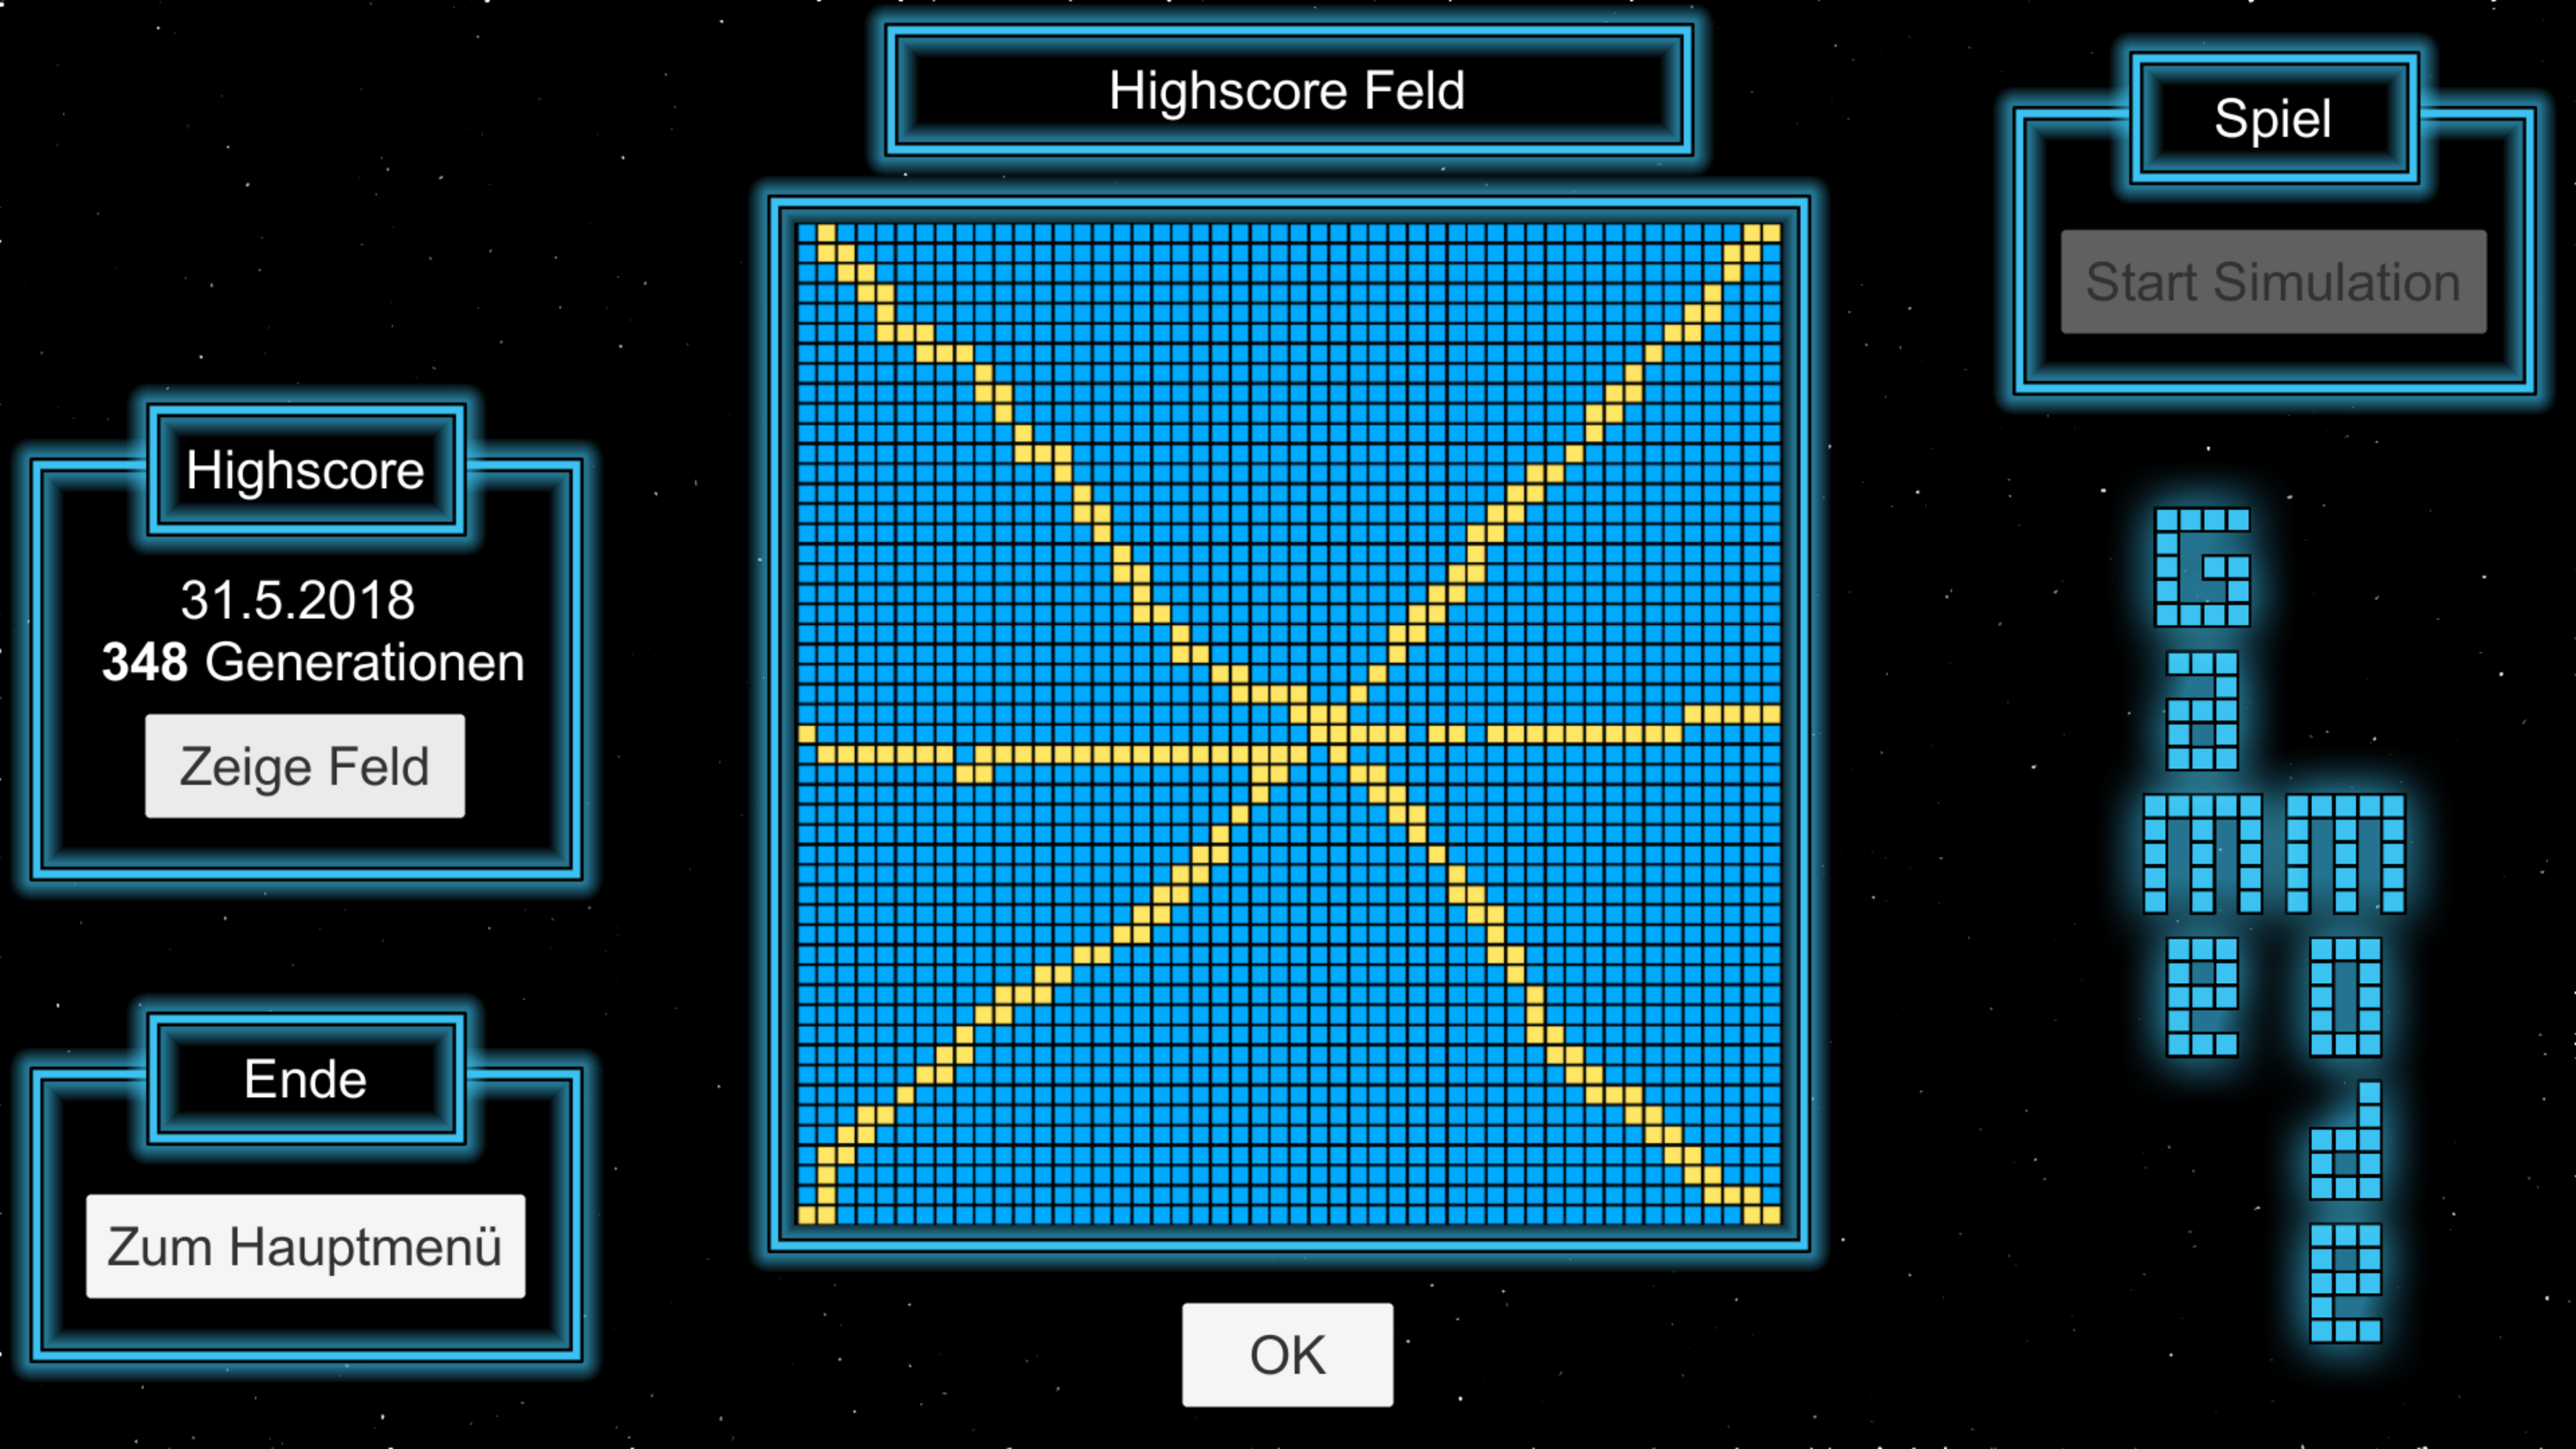 Highscore Feld
Spiel
Start Simulation
Highscore
31.5.2018
348 Generationen
Zeige Feld
Ende
Zum Hauptmenü
OK
Game
mode